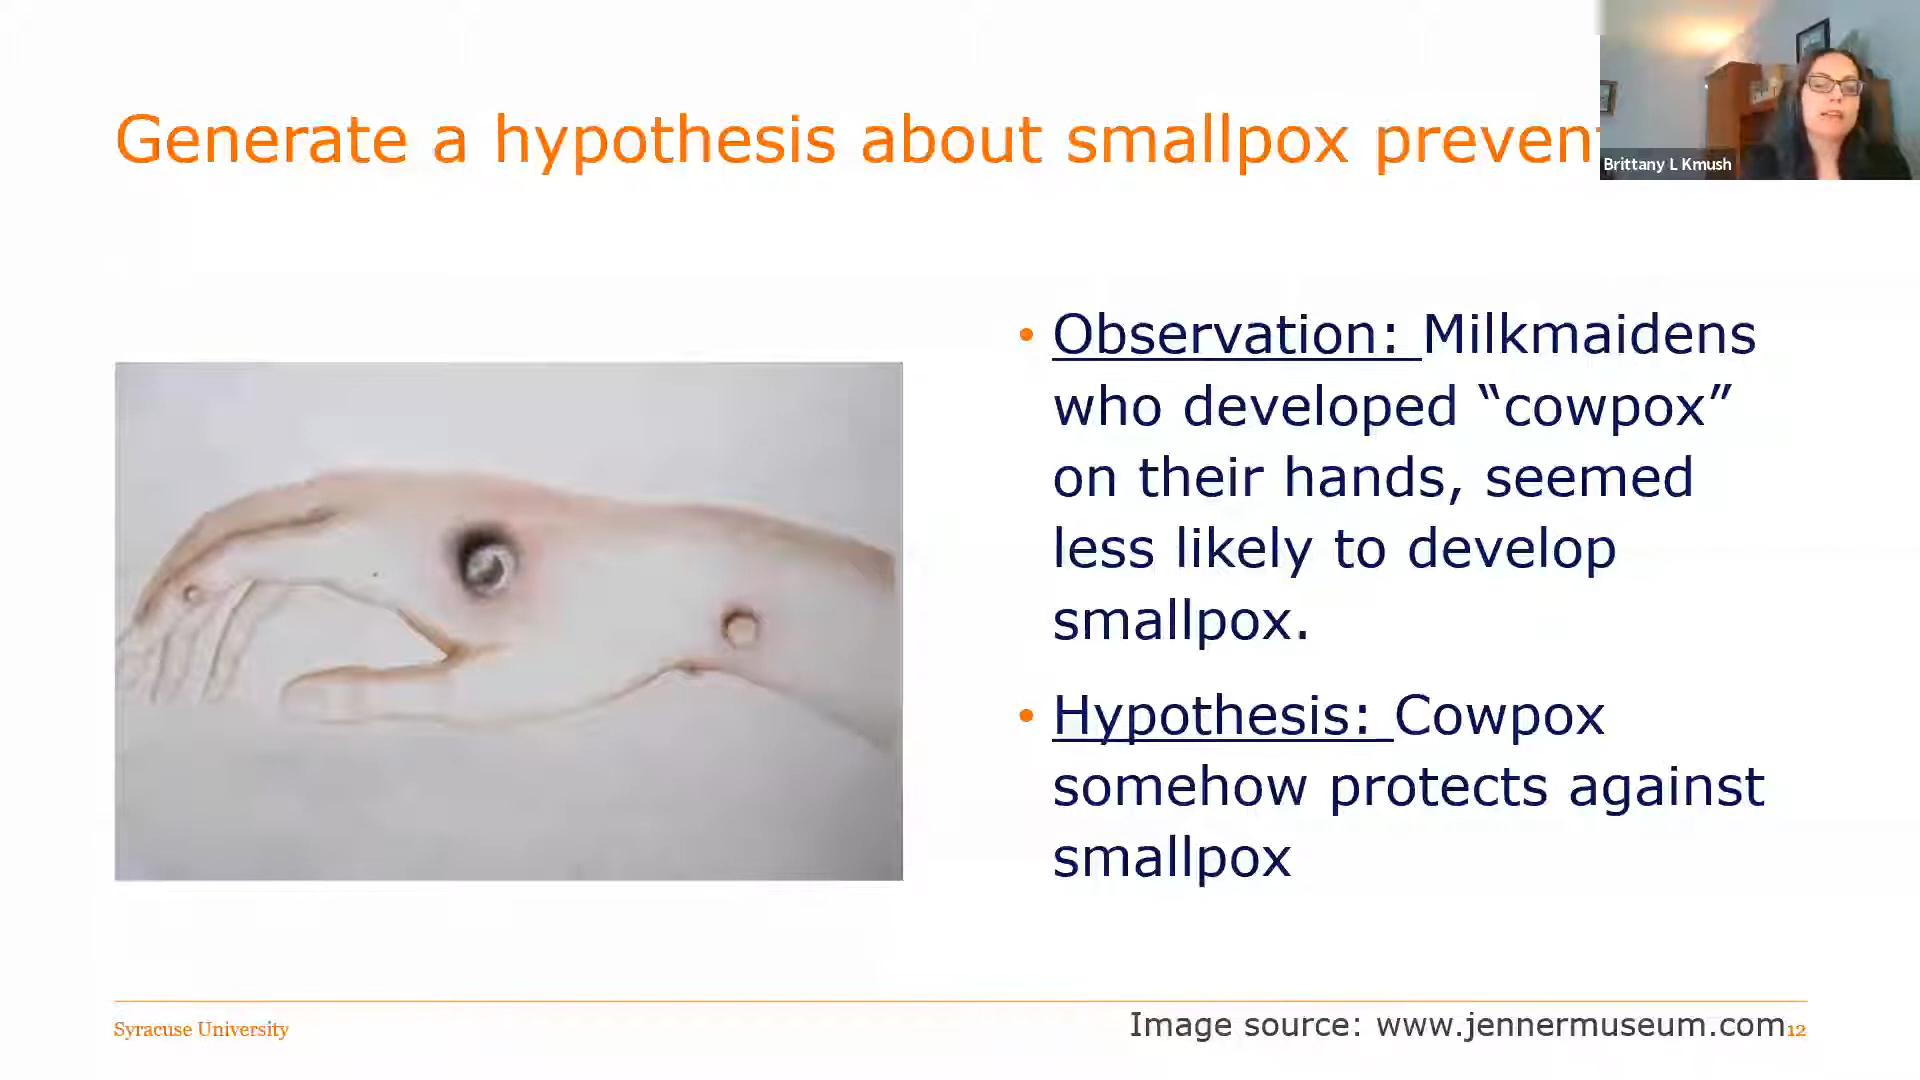 Generate a hypothesis about smallpox preven
Brittany L Kmush
• Observation: Milkmaidens
who developed “cowpox”
on their hands, seemed
less likely to develop
smallpox.
• Hypothesis: Cowpox
somehow protects against
smallpox
Syracuse University
Image source: www.jennermuseum.com
12